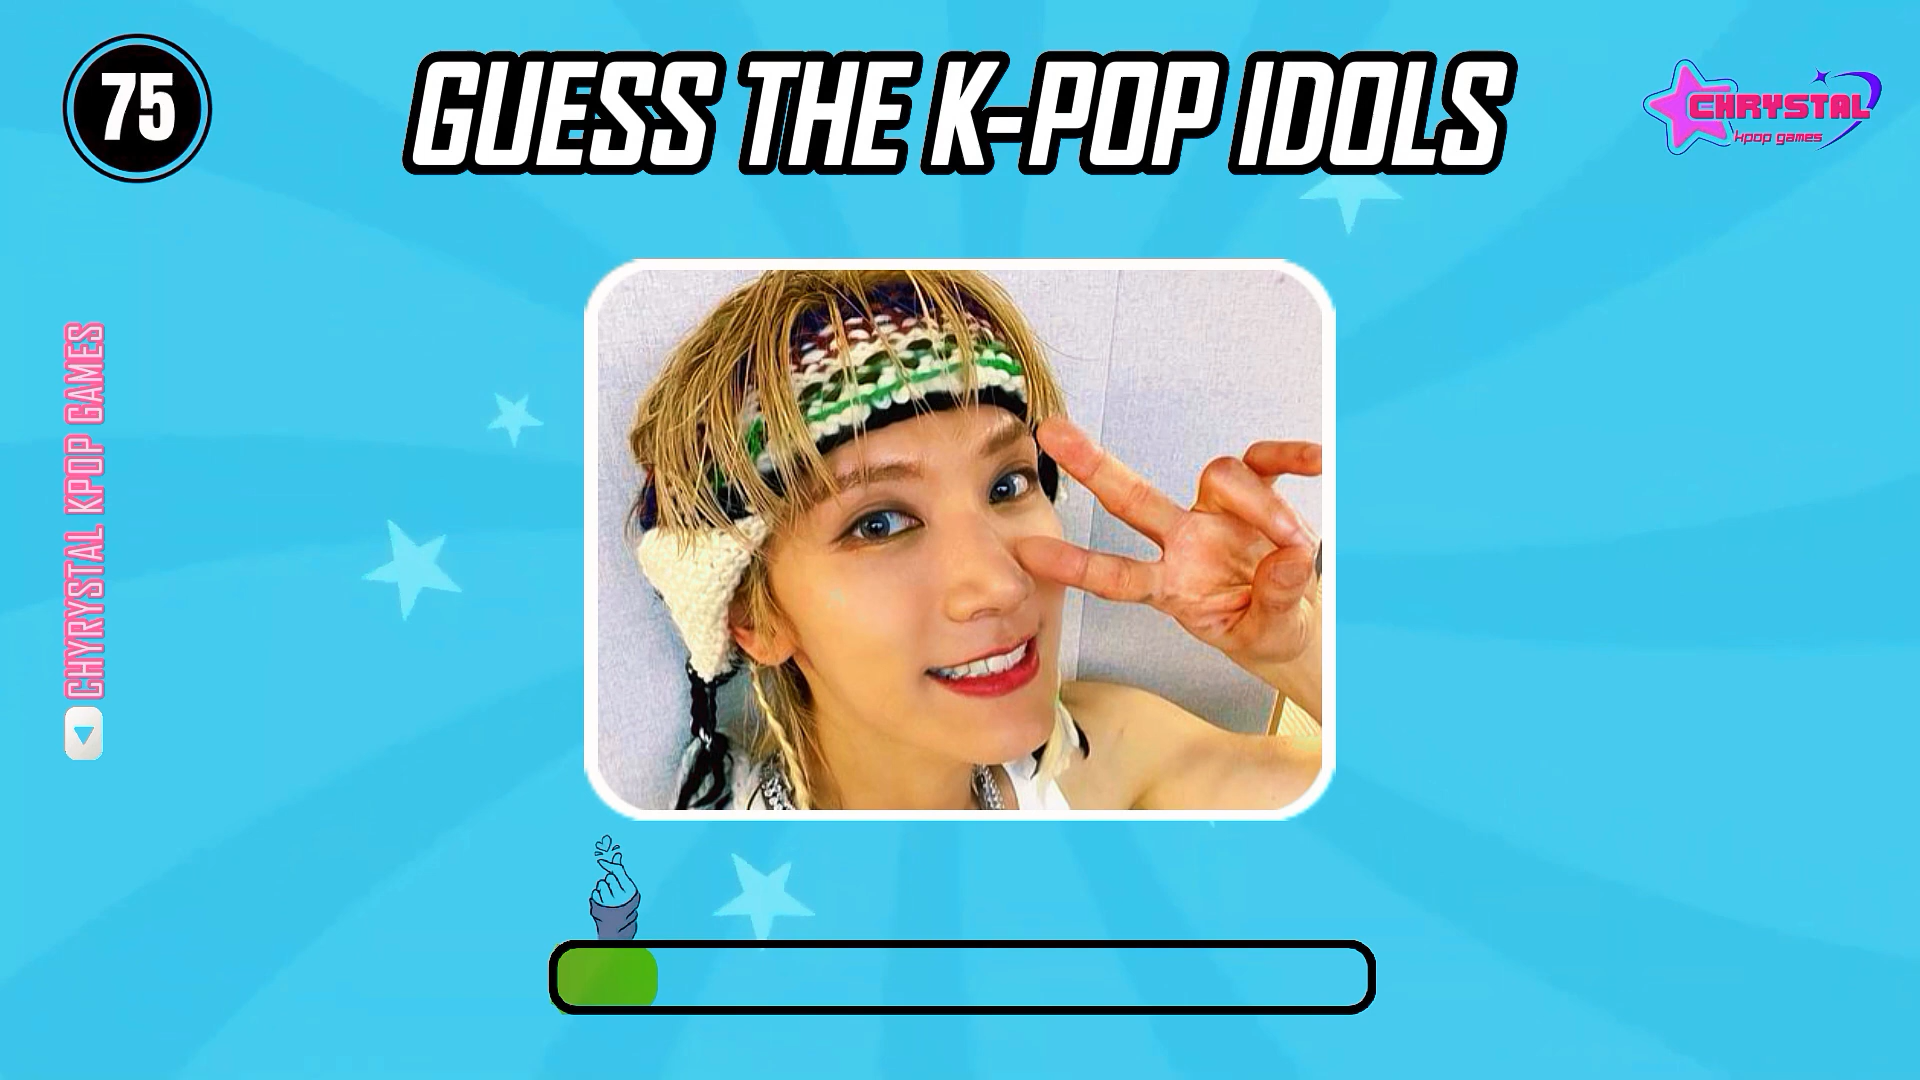 75
GUESS THE K-POP IDOLS
CHRYSTAL
kpop games
CHYRYSTAL KPOP GAMES